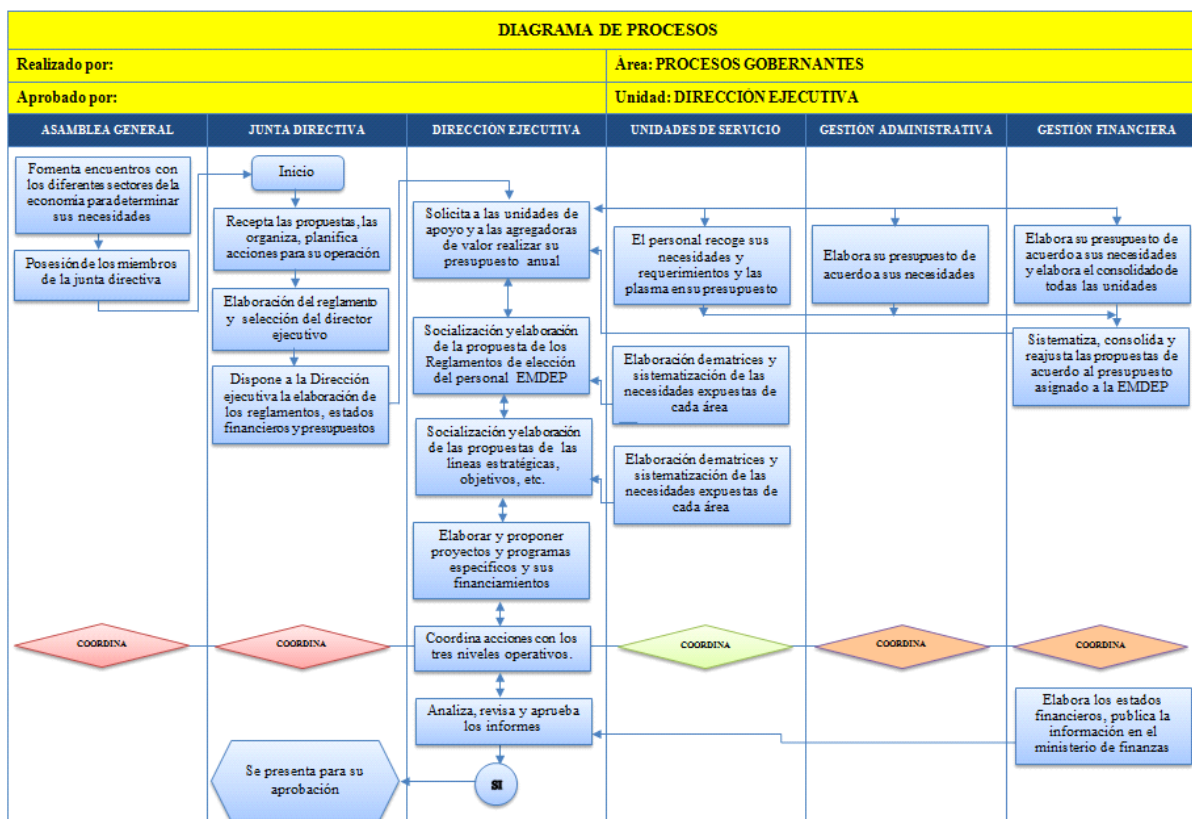 DIAGRAMA DE PROCESOS
Realizado por:
Área: PROCESOS GOBERNANTES
Aprobado por:
Unidad: DIRECCIÓN EJECUTIVA
ASAMBLEA GENERAL
JUNTA DIRECTIVA
DIRECCIÓN EJECUTIVA
UNIDADES DE SERVICIO
GESTIÓN ADMINISTRATIVA
GESTIÓN FINANCIERA
Fomenta encuentros con
los diferentes sectores de la
economía para determinar
sus necesidades
Posesión de los miembros
de la junta directiva
Inicio
Recepta las propuestas, las
organiza, planifica
acciones para su operación
Elaboración del reglamento
y selección del director
ejecutivo
Dispone a la Dirección
ejecutiva la elaboración de
los reglamentos, estados
financieros y presupuestos
Solicita a las unidades de
apoyo y a las agregadoras
de valor realizar su
presupuesto anual
Socialización y elaboración
de la propuesta de los
Reglamentos de elección
del personal EMDEP
Socialización y elaboración
de las propuestas de las
líneas estratégicas,
objetivos, etc.
Elaborar y proponer
proyectos y programas
específicos y sus
financiamientos
El personal recoge sus
necesidades y
requerimientos y las
plasma en su presupuesto
Elaboración de matrices y
sistematización de las
necesidades expuestas de
cada área
Elaboración de matrices y
sistematización de las
necesidades expuestas de
cada área
Elabora su presupuesto de
acuerdo a sus necesidades
Elabora su presupuesto de
acuerdo a sus necesidades
y elabora el consolidado de
todas las unidades
Sistematiza, consolida y
reajusta las propuestas de
acuerdo al presupuesto
asignado a la EMDEP
COORDINA
COORDINA
Coordina acciones con los
tres niveles operativos.
COORDINA
COORDINA
COORDINA
Analiza, revisa y aprueba
los informes
Elabora los estados
financieros, publica la
información en el
ministerio de finanzas
Se presenta para su
aprobación
SI